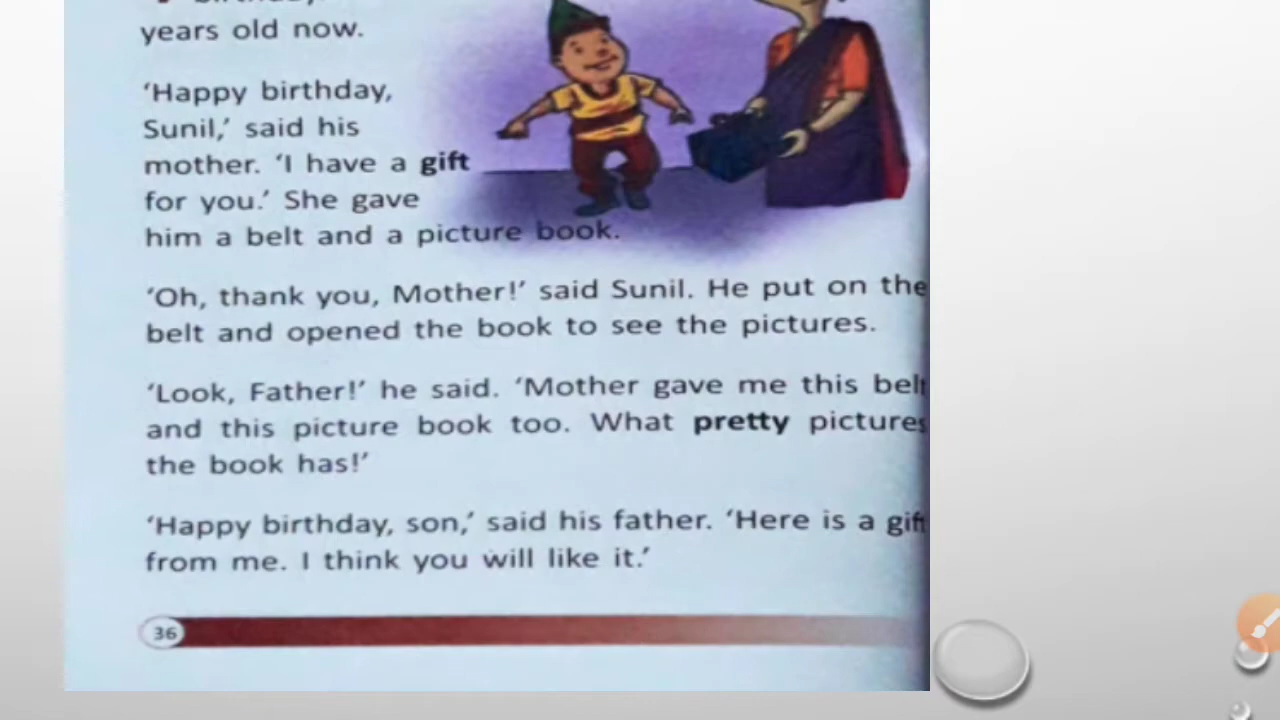 years old now.
‘Happy birthday,
Sunil,’ said his
mother. ‘I have a gift
for you.’ She gave
him a belt and a picture book.
‘Oh, thank you, Mother!’ said Sunil. He put on the
belt and opened the book to see the pictures.
‘Look, Father!’ he said. ‘Mother gave me this belt
and this picture book too. What pretty pictures
the book has!’
‘Happy birthday, son,’ said his father. ‘Here is a gift
from me. I think you will like it.’
36